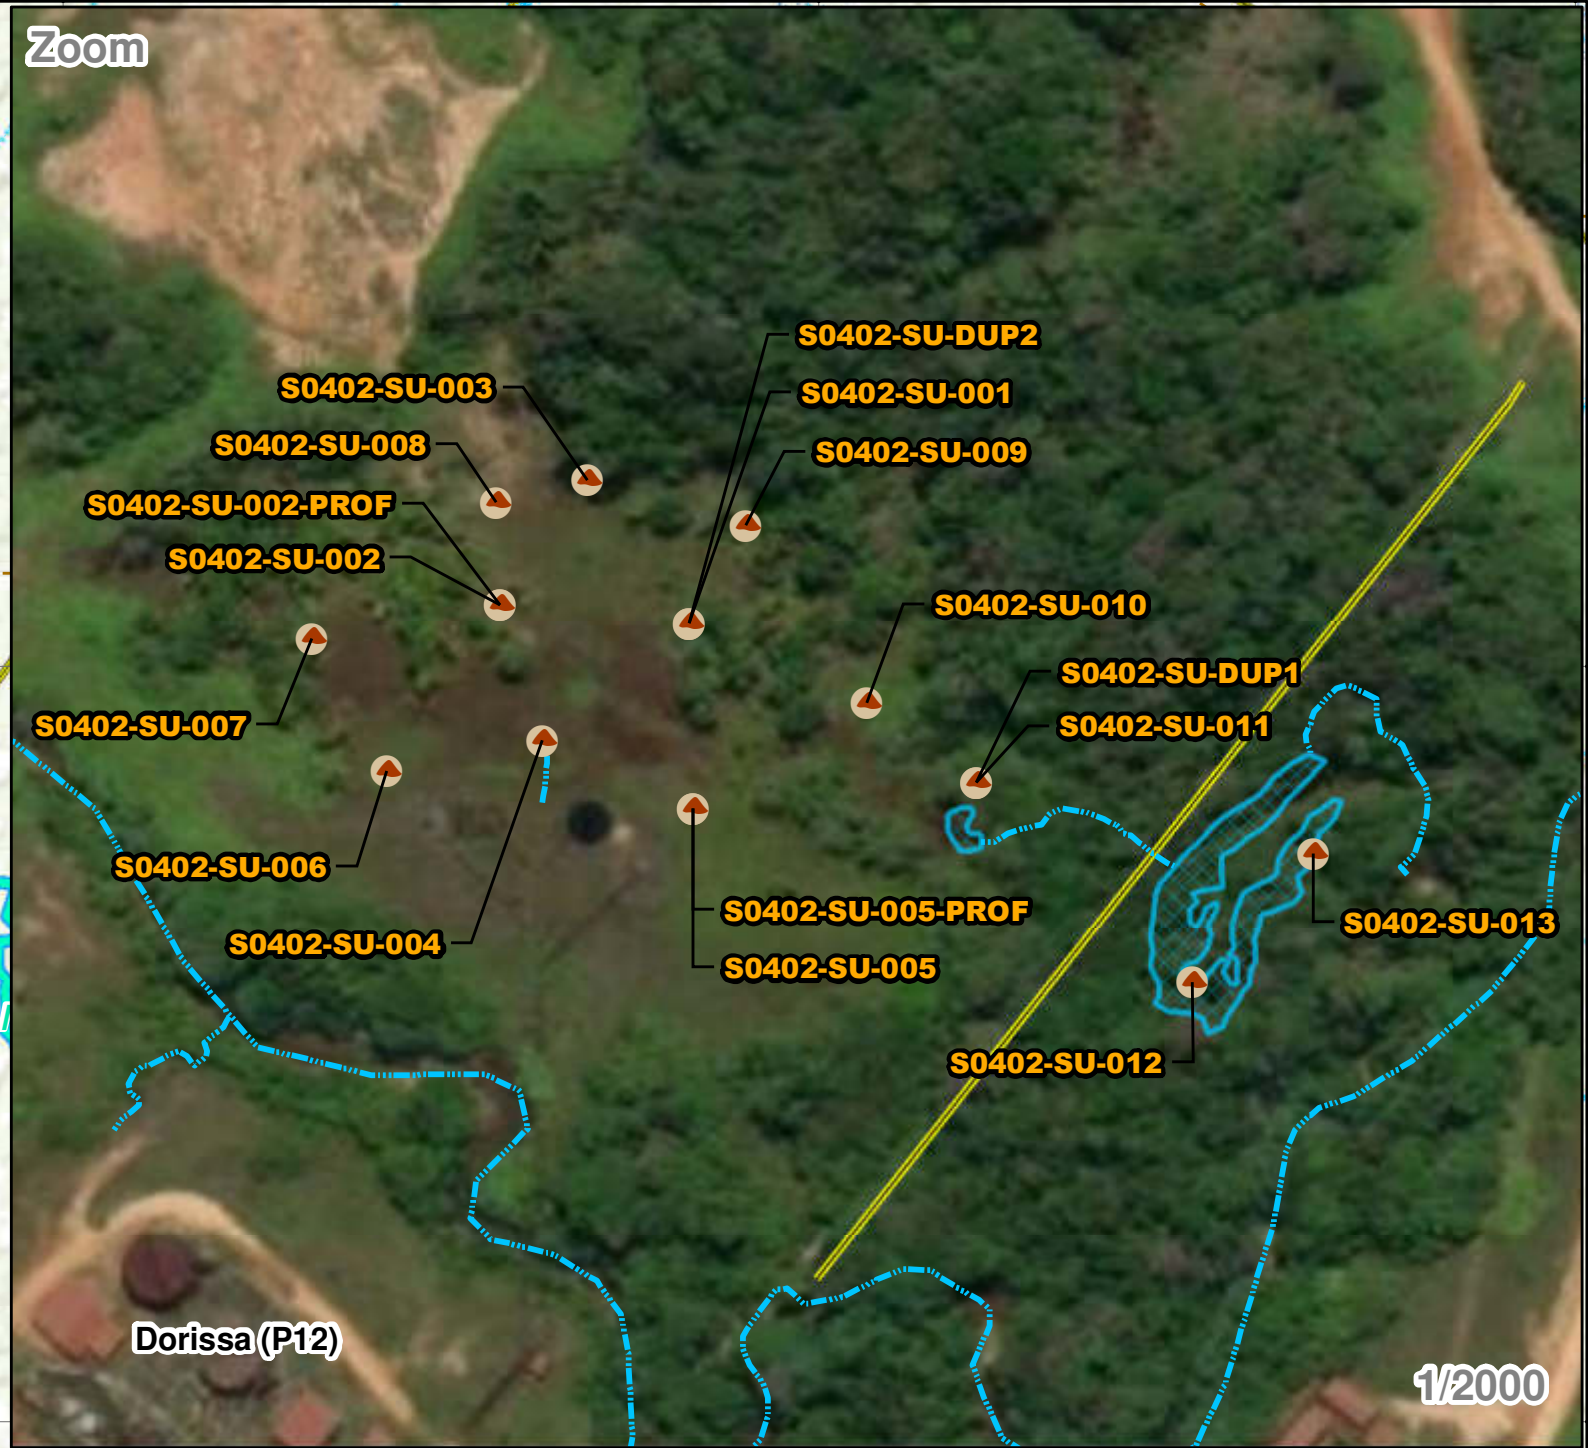 Zoom
S0402-SU-DUP2
S0402-SU-003
S0402-SU-001
S0402-SU-008
S0402-SU-009
S0402-SU-002-PROF
S0402-SU-002
S0402-SU-010
S0402-SU-DUP1
S0402-SU-007
S0402-SU-011
S0402-SU-006
S0402-SU-005-PROF
S0402-SU-013
S0402-SU-004
S0402-SU-005
S0402-SU-012
Dorissa (P12)
1/2000